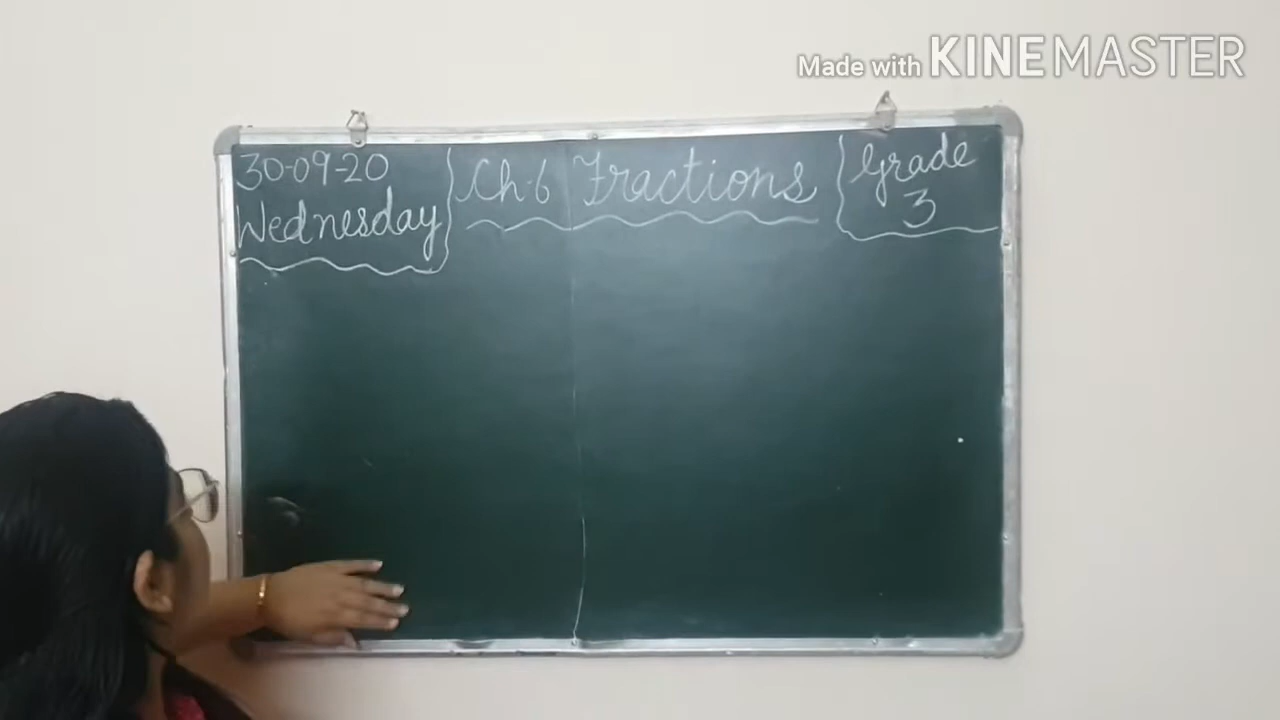 Made with KINEMASTER
30-09-20
Wednesday
Ch-6 Fractions
Grade
3